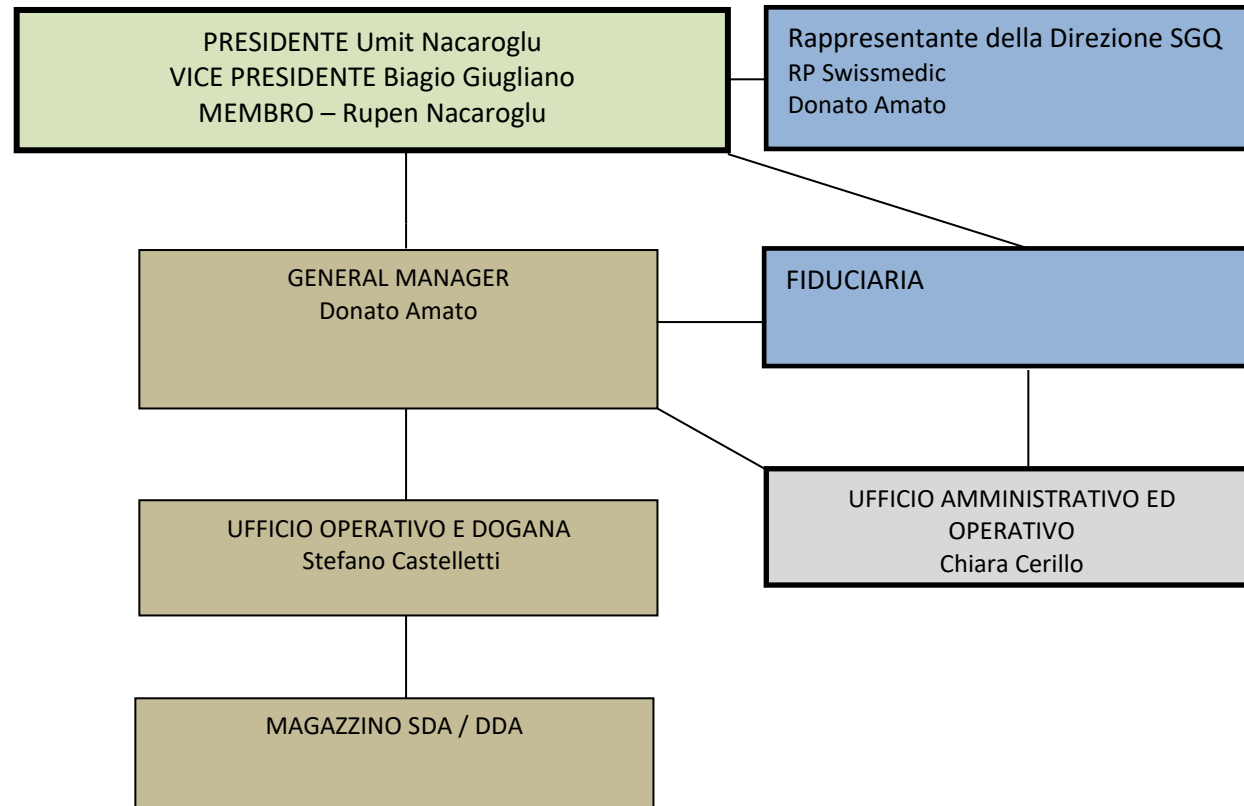 PRESIDENTE Umit Nacaroglu
VICE PRESIDENTE Biagio Giugliano
MEMBRO – Rupen Nacaroglu
Rappresentante della Direzione SGQ
RP Swissmedic
Donato Amato
GENERAL MANAGER
Donato Amato
FIDUCIARIA
UFFICIO OPERATIVO E DOGANA
Stefano Castelletti
UFFICIO AMMINISTRATIVO ED
OPERATIVO
Chiara Cerillo
MAGAZZINO SDA / DDA